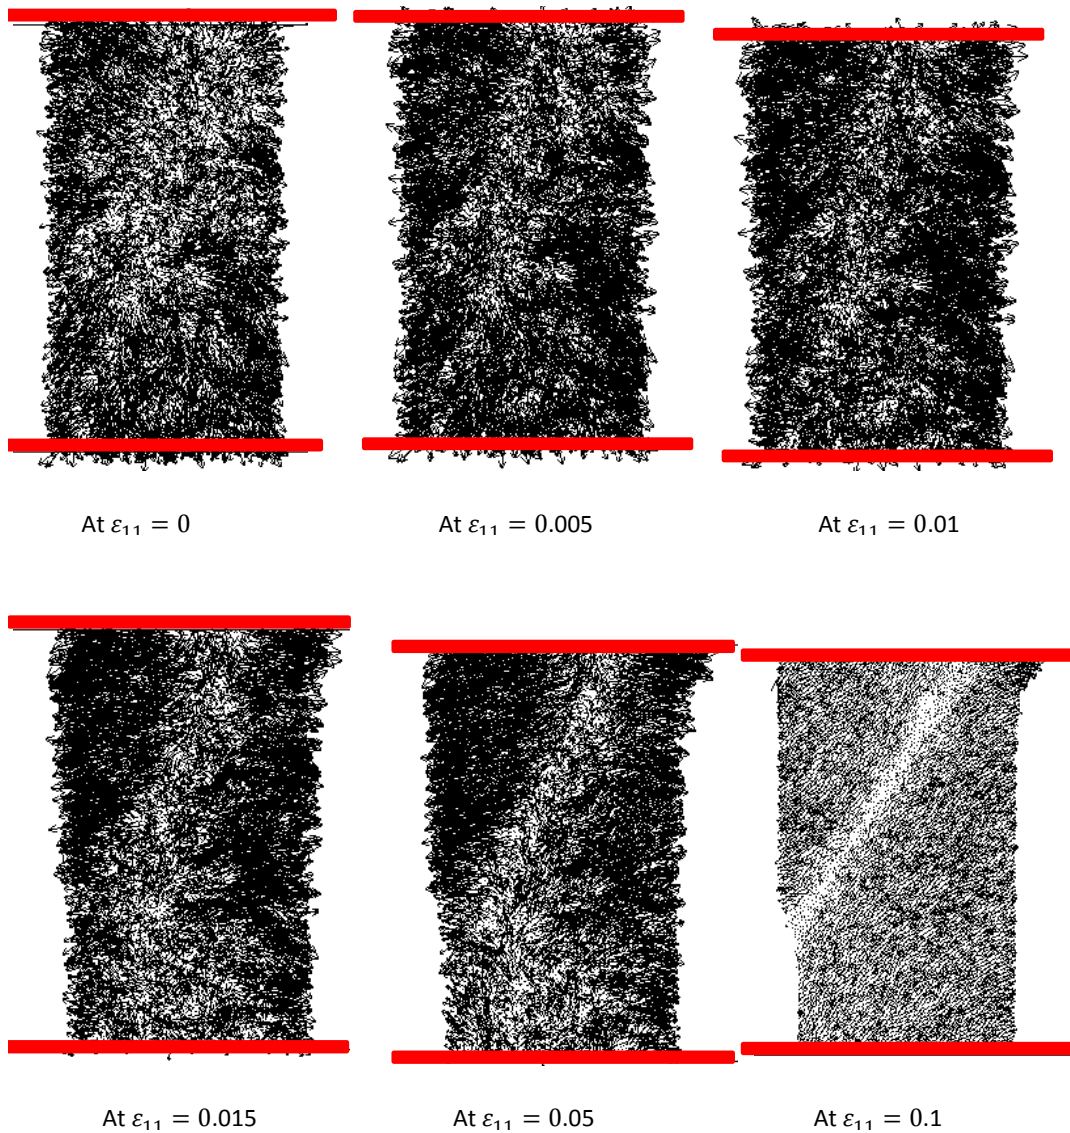 At ε₁₁ = 0
At ε₁₁ = 0.005
At ε₁₁ = 0.01
At ε₁₁ = 0.015
At ε₁₁ = 0.05
At ε₁₁ = 0.1